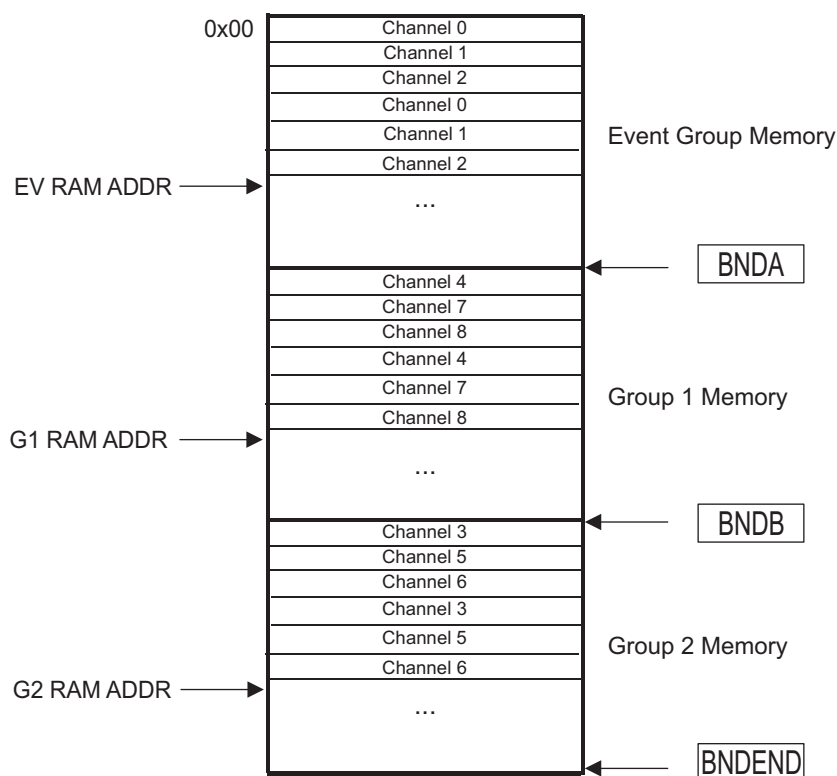 0x00
Channel 0
Channel 1
Channel 2
Channel 0
Channel 1
Channel 2
...
Event Group Memory
EV RAM ADDR
BNDA
Channel 4
Channel 7
Channel 8
Channel 4
Channel 7
Channel 8
...
Group 1 Memory
G1 RAM ADDR
BNDB
Channel 3
Channel 5
Channel 6
Channel 3
Channel 5
Channel 6
...
Group 2 Memory
G2 RAM ADDR
BNDEND